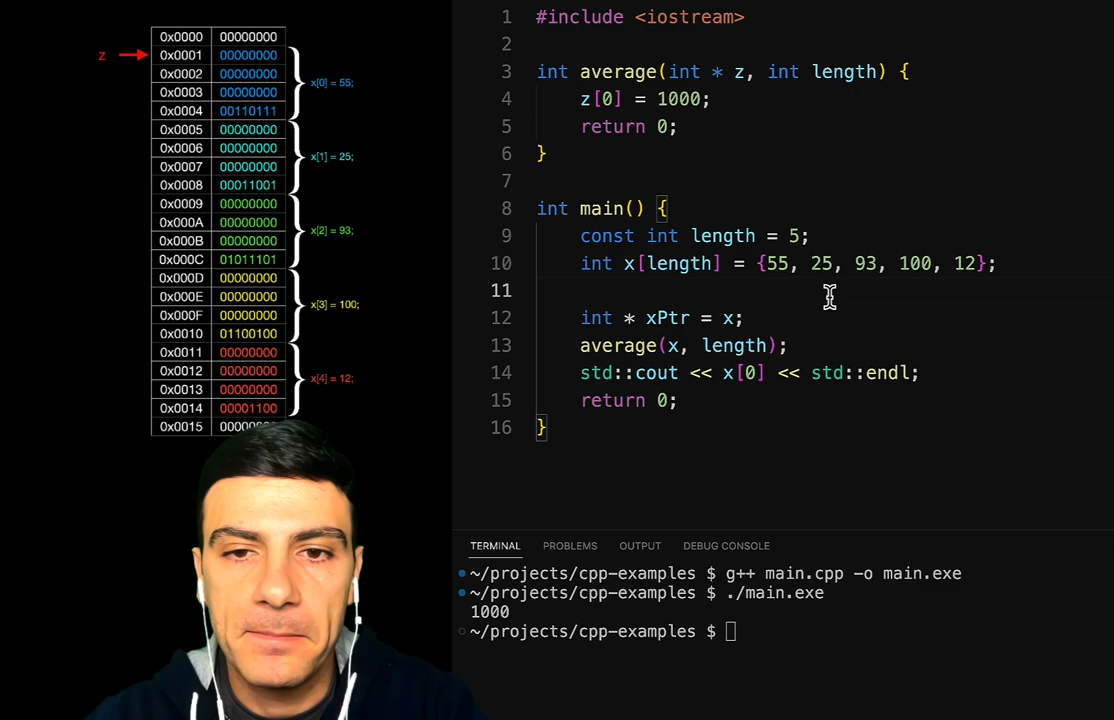 0x0000 00000000
z 0x0001 00000000
0x0002 00000000
x[0] = 55;
0x0003 00000000
0x0004 00110111
0x0005 00000000
0x0006 00000000
x[1] = 25;
0x0007 00000000
0x0008 00011001
0x0009 00000000
0x000A 00000000
x[2] = 93;
0x000B 00000000
0x000C 01011101
0x000D 00000000
0x000E 00000000
x[3] = 100;
0x000F 00000000
0x0010 01100100
0x0011 00000000
0x0012 00000000
x[4] = 12;
0x0013 00000000
0x0014 00001100
0x0015
1 #include <iostream>
2
3 int average(int * z, int length) {
4 z[0] = 1000;
5 return 0;
6 }
7
8 int main() {
9 const int length = 5;
10 int x[length] = {55, 25, 93, 100, 12};
11
12 int * xPtr = x;
13 average(x, length);
14 std::cout << x[0] << std::endl;
15 return 0;
16 }
TERMINAL PROBLEMS OUTPUT DEBUG CONSOLE
~/projects/cpp-examples $ g++ main.cpp -o main.exe
~/projects/cpp-examples $ ./main.exe
1000
~/projects/cpp-examples $